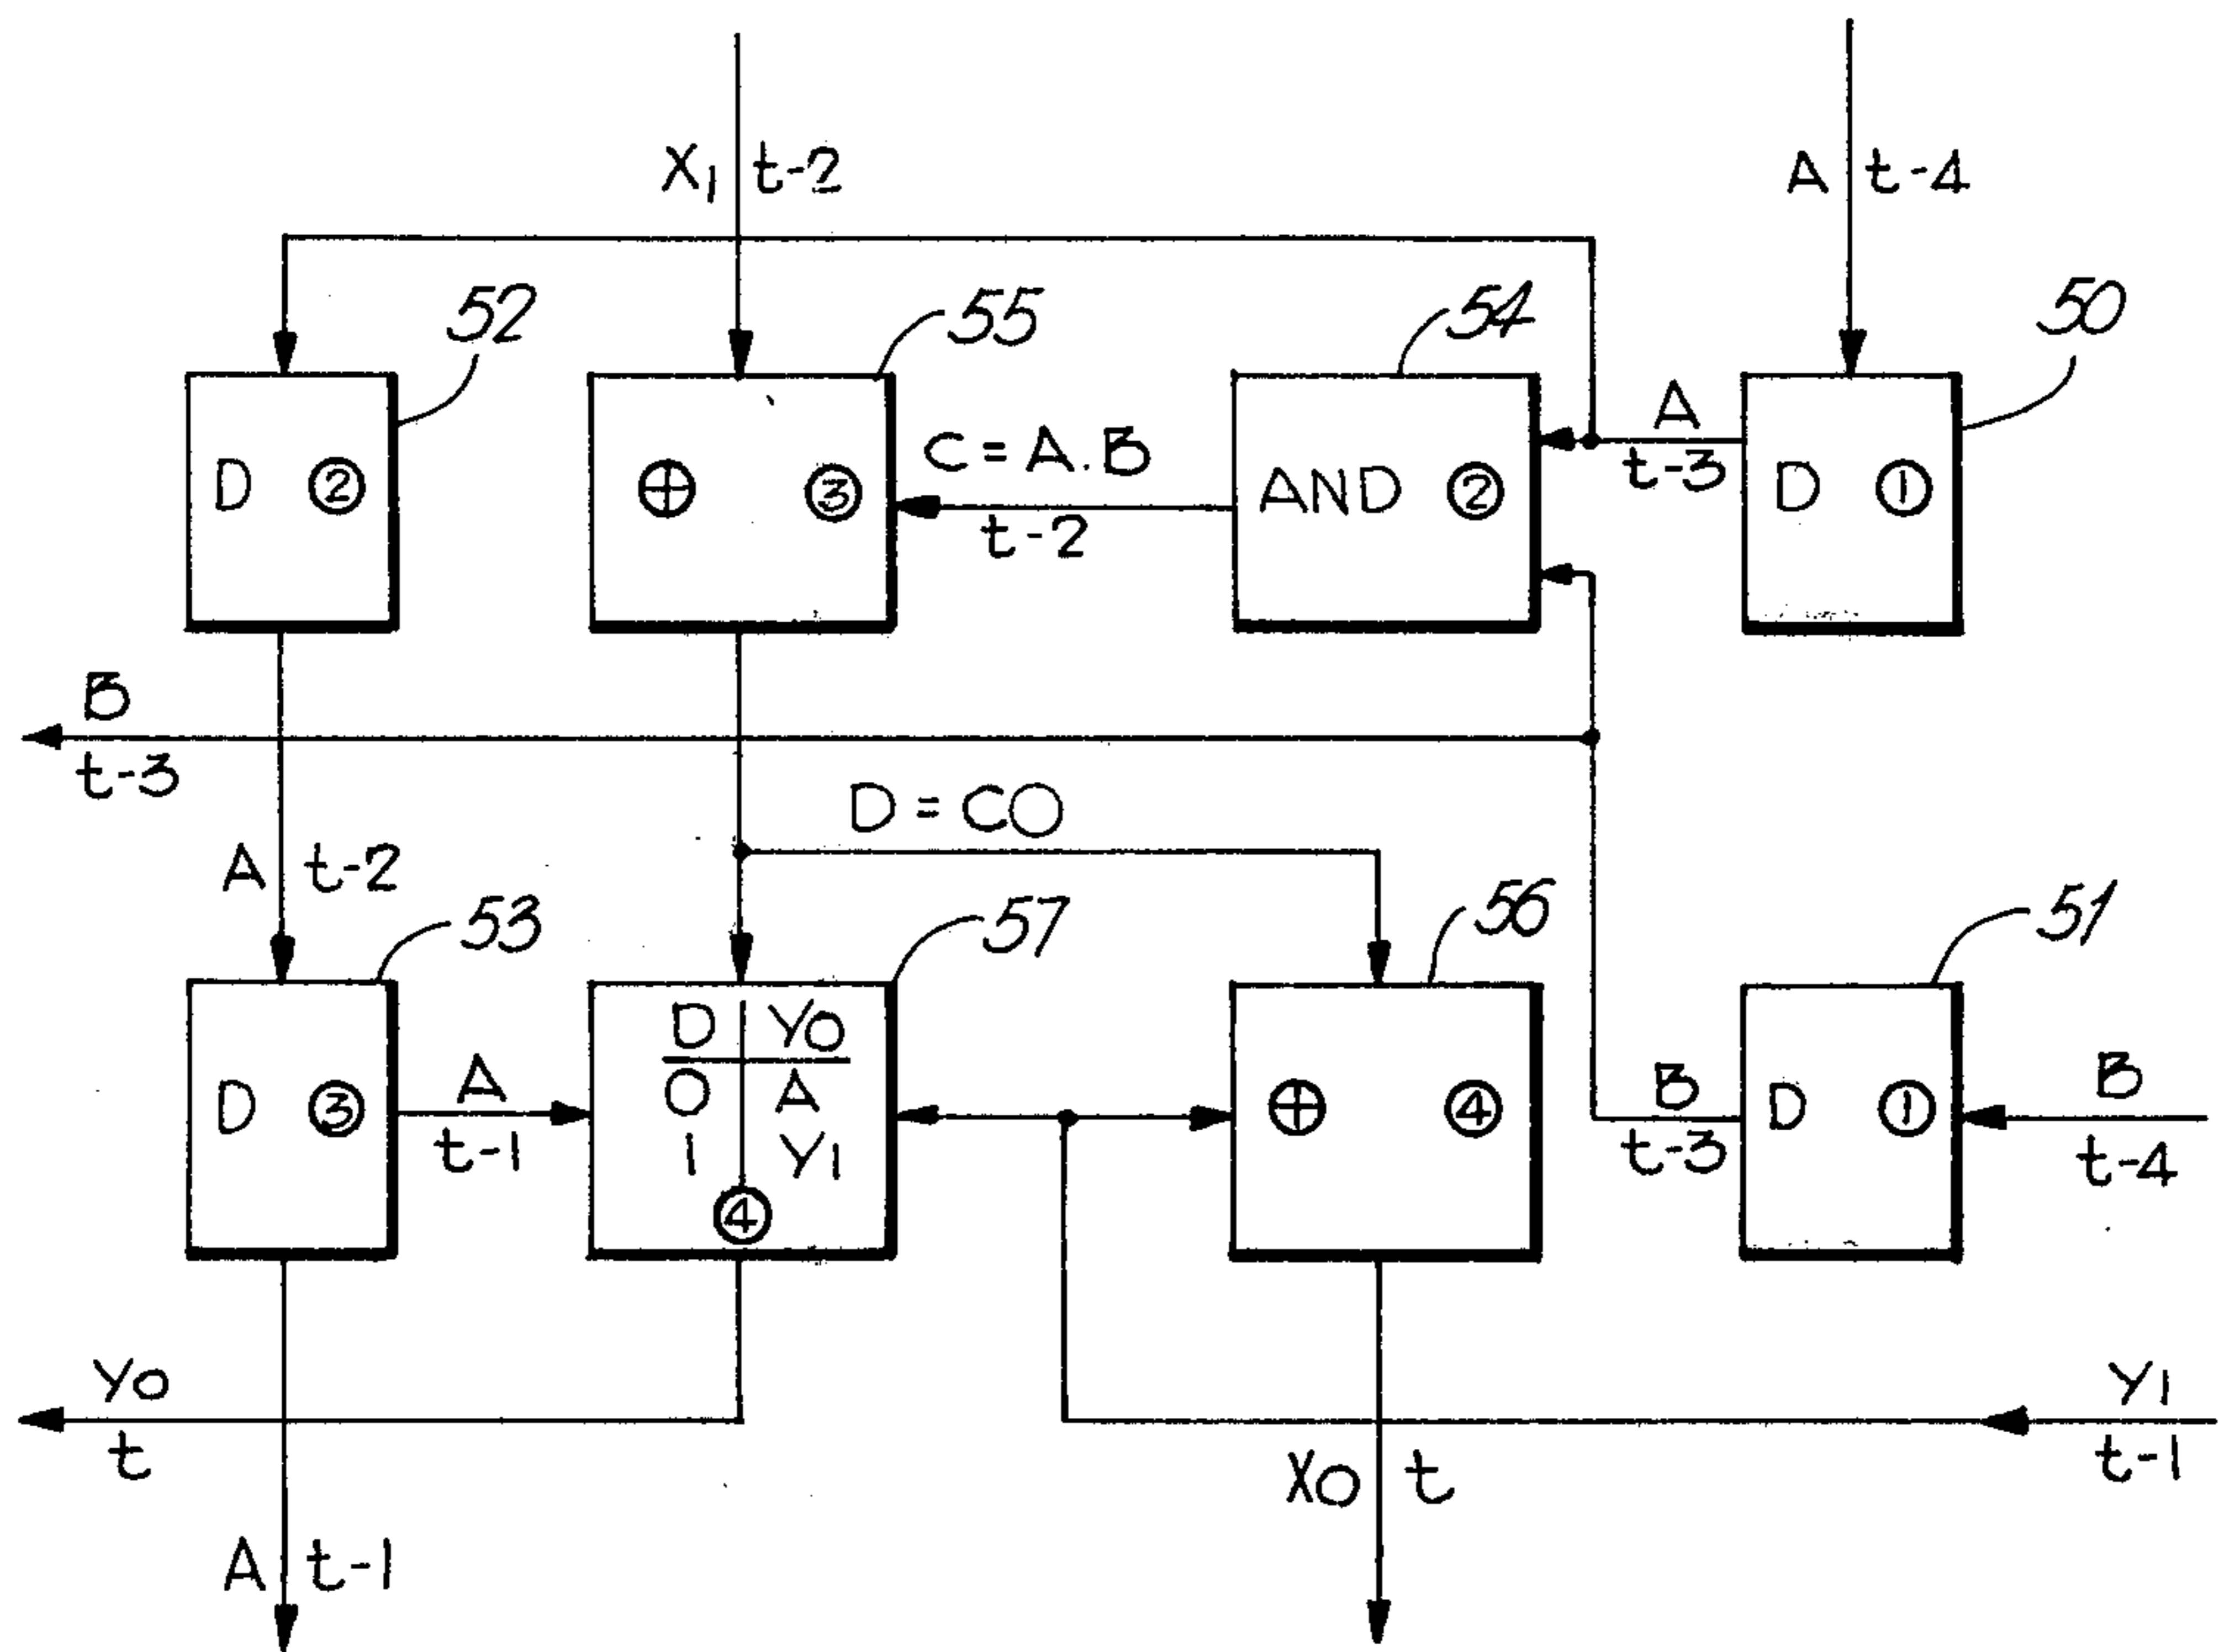 X1 t-2
A t-4
52
55
54
50
A
t-3
C = A.B
t-2
D ②
⊕ ③
AND ②
D ①
B
t-3
D = CO
A t-2
53
57
56
51
D Y0
0 A
1 Y1
④
D ③
A
t-1
⊕ ④
B
t-3
D ①
B
t-4
Y0
t
X0 t
Y1
t-1
A t-1